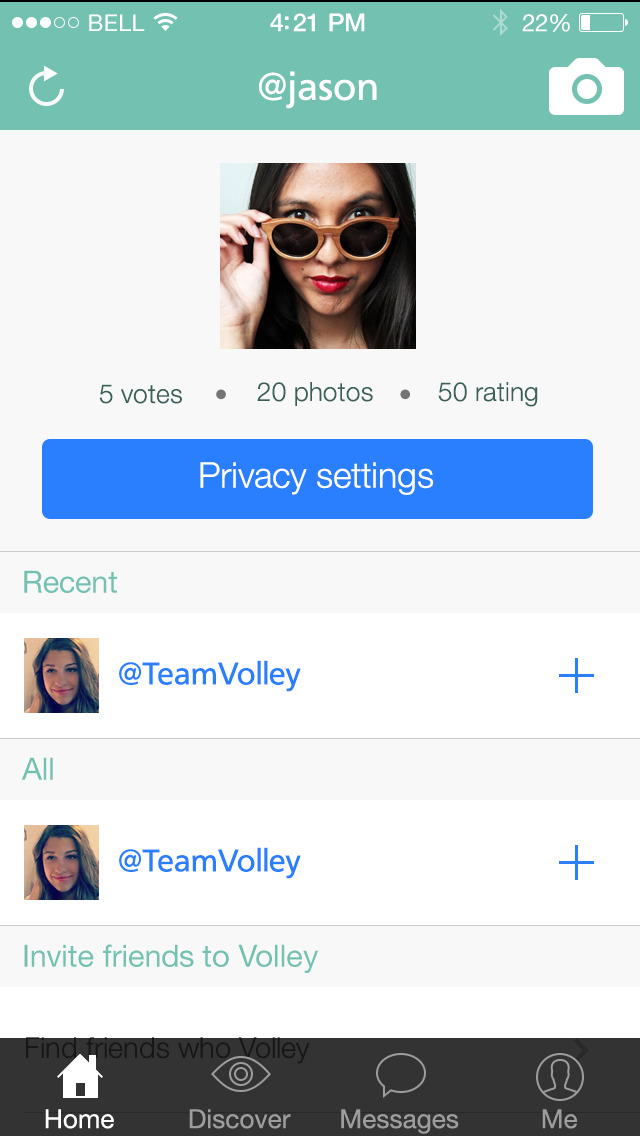 BELL 4:21 PM 22%
@jason
5 votes • 20 photos • 50 rating
Privacy settings
Recent
@TeamVolley
All
@TeamVolley
Invite friends to Volley
Find friends who Volley
Home Discover Messages Me